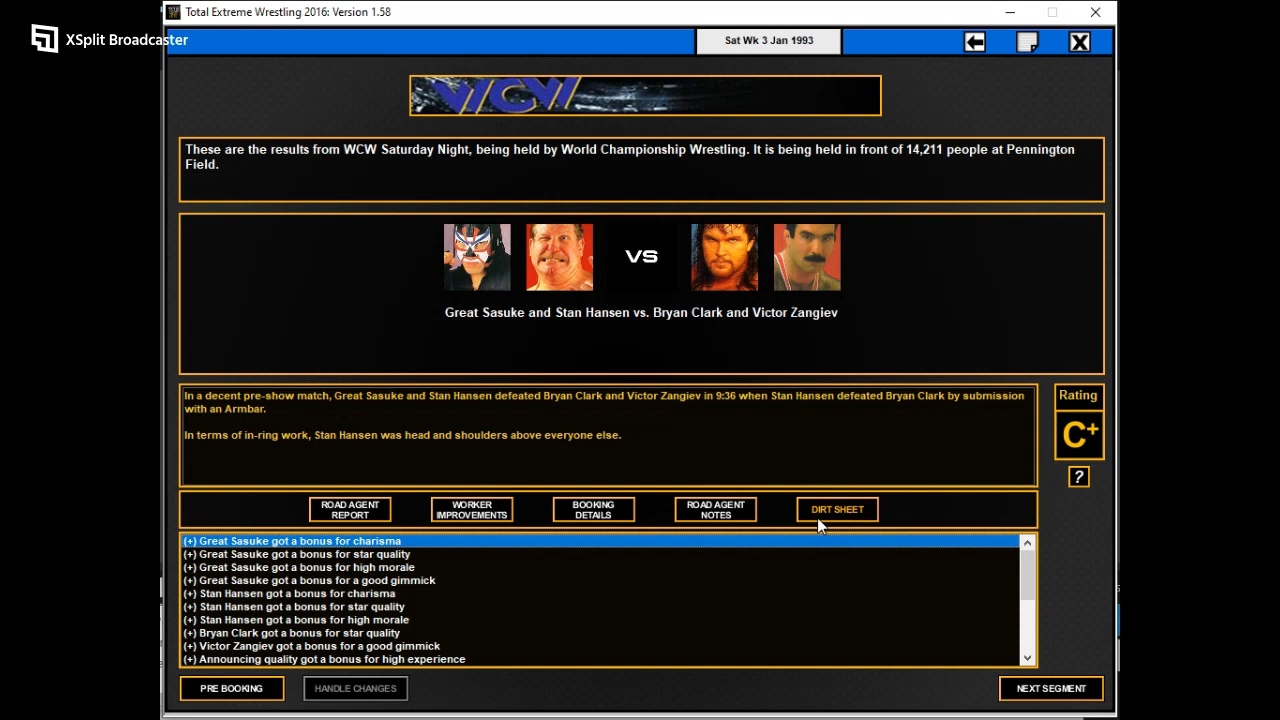 XSplit Broadcaster
Total Extreme Wrestling 2016: Version 1.58
Sat Wk 3 Jan 1993
WCW
These are the results from WCW Saturday Night, being held by World Championship Wrestling. It is being held in front of 14,211 people at Pennington
Field.
VS
Great Sasuke and Stan Hansen vs. Bryan Clark and Victor Zangiev
In a decent pre-show match, Great Sasuke and Stan Hansen defeated Bryan Clark and Victor Zangiev in 9:36 when Stan Hansen defeated Bryan Clark by submission
with an Armbar.
In terms of in-ring work, Stan Hansen was head and shoulders above everyone else.
Rating
C+
?
ROAD AGENT
REPORT
WORKER
IMPROVEMENTS
BOOKING
DETAILS
ROAD AGENT
NOTES
DIRT SHEET
(+) Great Sasuke got a bonus for charisma
(+) Great Sasuke got a bonus for star quality
(+) Great Sasuke got a bonus for high morale
(+) Great Sasuke got a bonus for a good gimmick
(+) Stan Hansen got a bonus for charisma
(+) Stan Hansen got a bonus for star quality
(+) Stan Hansen got a bonus for high morale
(+) Bryan Clark got a bonus for star quality
(+) Victor Zangiev got a bonus for a good gimmick
(+) Announcing quality got a bonus for high experience
PRE BOOKING
HANDLE CHANGES
NEXT SEGMENT